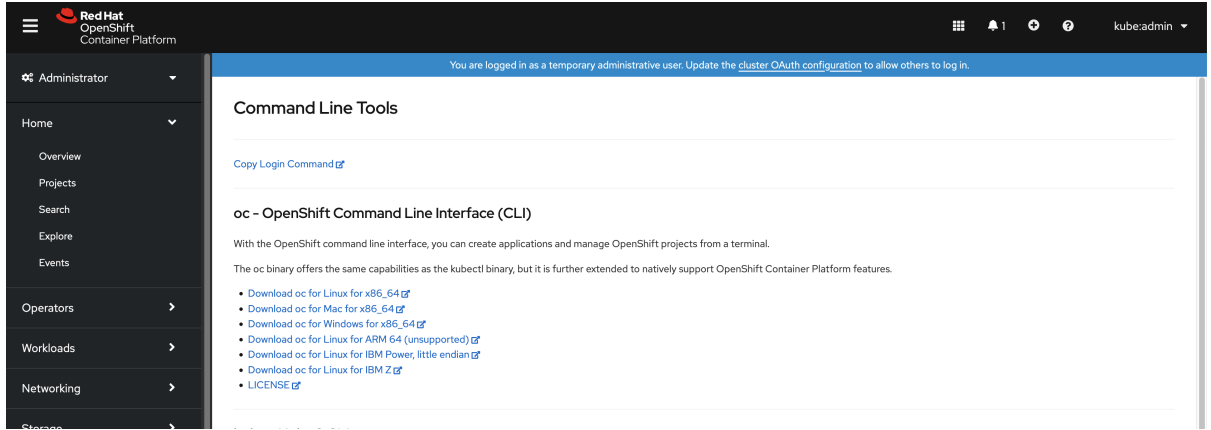 Red Hat
OpenShift
Container Platform
1
kube:admin
Administrator
You are logged in as a temporary administrative user. Update the cluster OAuth configuration to allow others to log in.
Home
Overview
Projects
Search
Explore
Events
Operators
Workloads
Networking
Storage
Command Line Tools
Copy Login Command
oc - OpenShift Command Line Interface (CLI)
With the OpenShift command line interface, you can create applications and manage OpenShift projects from a terminal.
The oc binary offers the same capabilities as the kubectl binary, but it is further extended to natively support OpenShift Container Platform features.
Download oc for Linux for x86_64
Download oc for Mac for x86_64
Download oc for Windows for x86_64
Download oc for Linux for ARM 64 (unsupported)
Download oc for Linux for IBM Power, little endian
Download oc for Linux for IBM Z
LICENSE